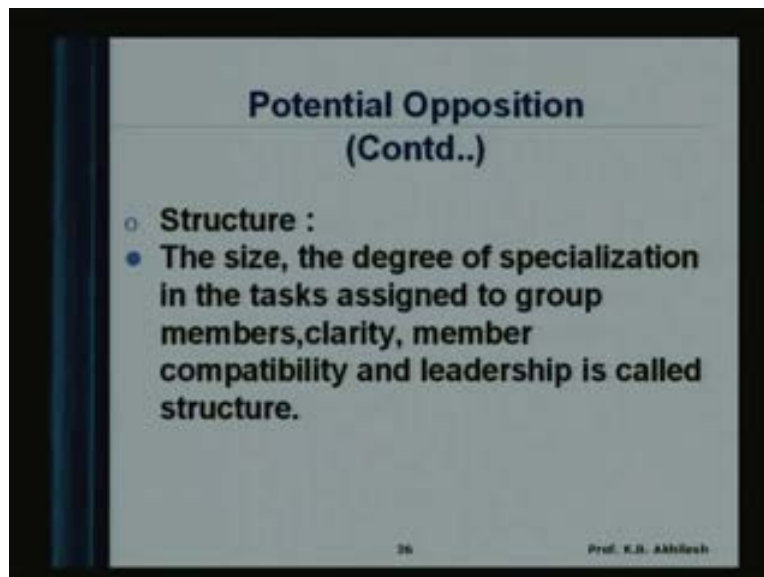 Potential Opposition
(Contd..)
o Structure :
• The size, the degree of specialization
in the tasks assigned to group
members,clarity, member
compatibility and leadership is called
structure.
36
Prof. K.B. Akhilesh